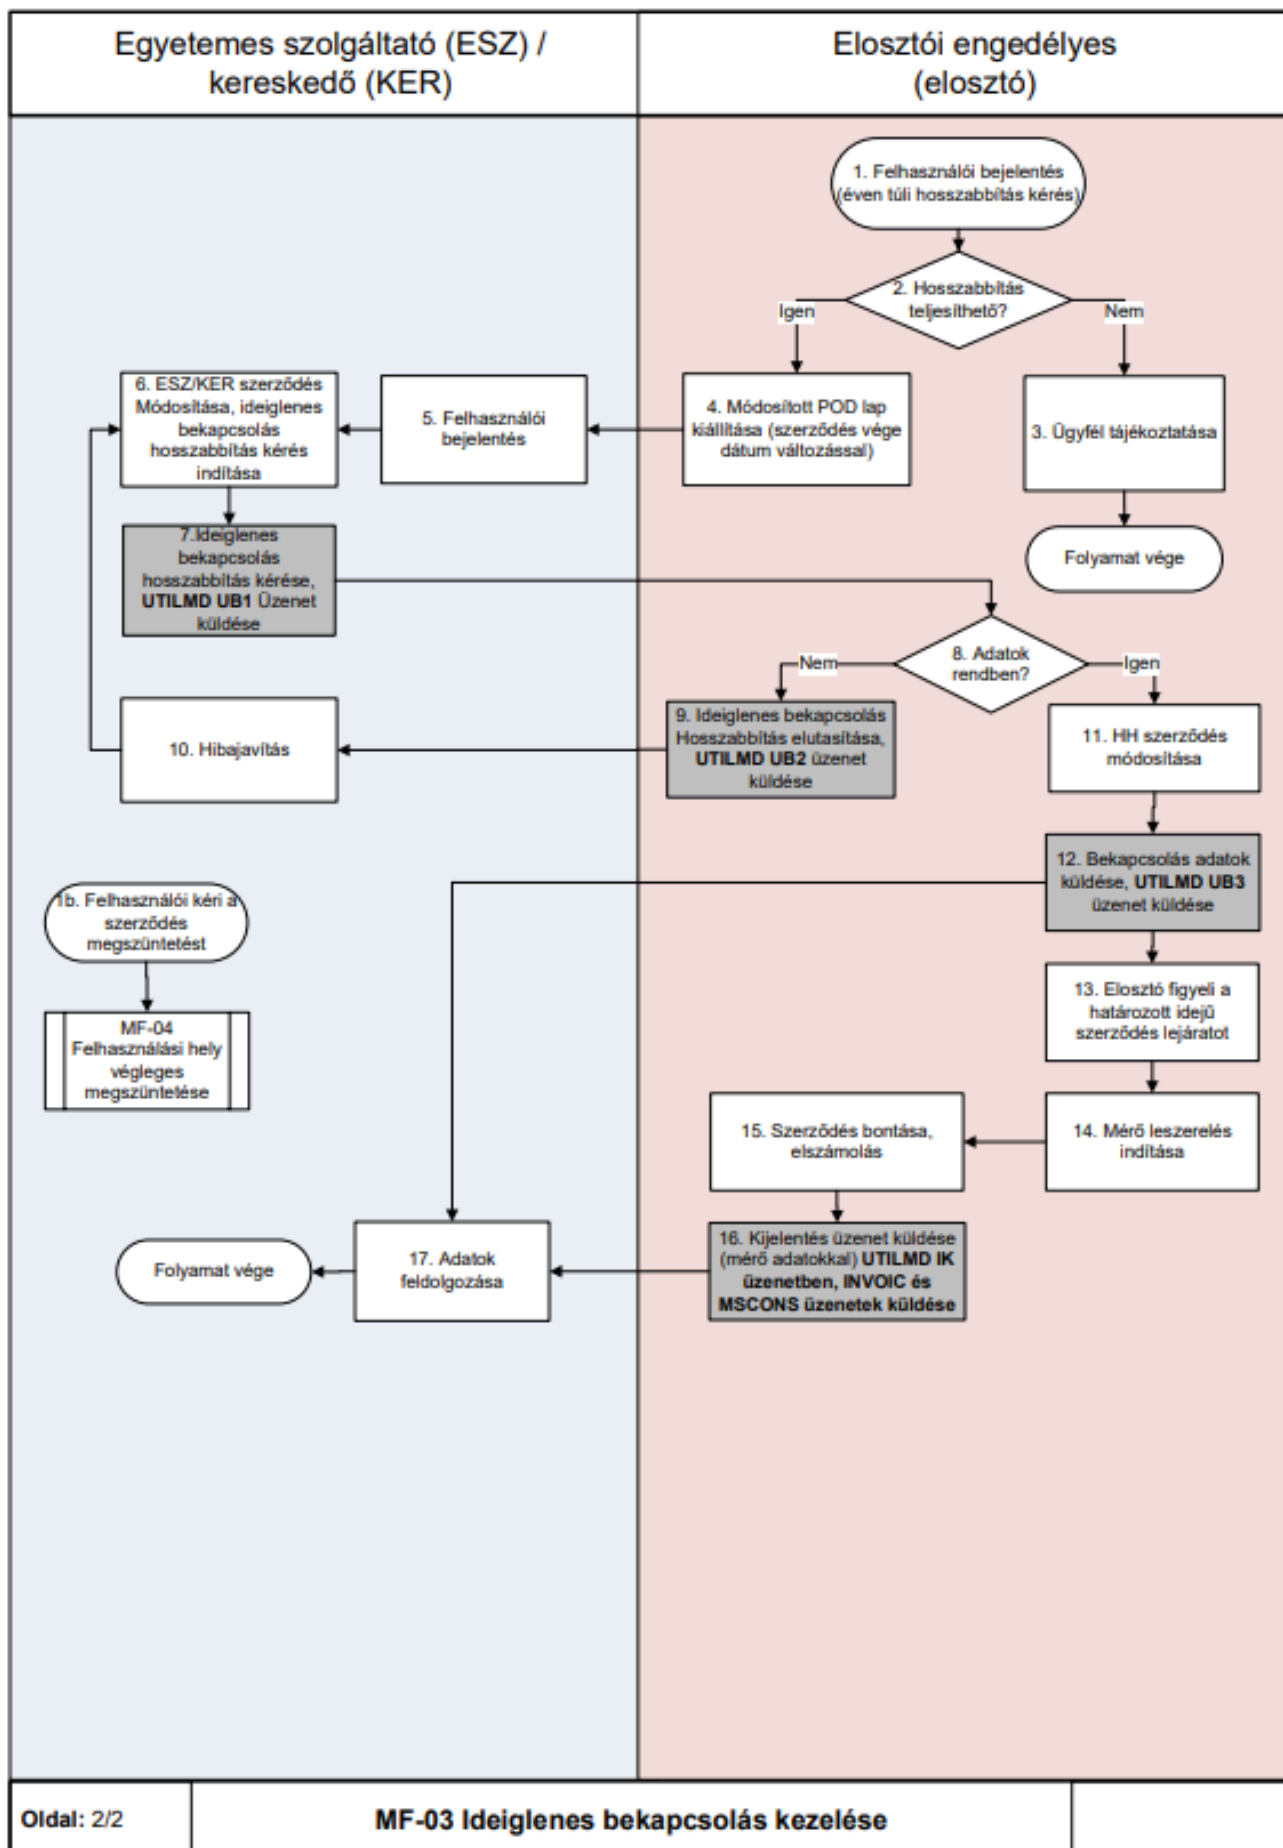 Egyetemes szolgáltató (ESZ) /
kereskedő (KER)
Elosztói engedélyes
(elosztó)
1. Felhasználói bejelentés
(éven túli hosszabbítás kérés)
2. Hosszabbítás
teljesíthető?
Igen
Nem
6. ESZ/KER szerződés
Módosítása, ideiglenes
bekapcsolás
hosszabbítás kérés
indítása
5. Felhasználói
bejelentés
4. Módosított POD lap
kiállítása (szerződés vége
dátum változással)
3. Ügyfél tájékoztatása
7.Ideiglenes
bekapcsolás
hosszabbítás kérése,
UTILMD UB1 Üzenet
küldése
Folyamat vége
8. Adatok
rendben?
Nem
Igen
10. Hibajavítás
9. Ideiglenes bekapcsolás
Hosszabbítás elutasítása,
UTILMD UB2 üzenet
küldése
11. HH szerződés
módosítása
12. Bekapcsolás adatok
küldése, UTILMD UB3
üzenet küldése
1b. Felhasználói kéri a
szerződés
megszüntetést
13. Elosztó figyeli a
határozott idejű
szerződés lejáratot
MF-04
Felhasználási hely
végleges
megszüntetése
15. Szerződés bontása,
elszámolás
14. Mérő leszerelés
indítása
Folyamat vége
17. Adatok
feldolgozása
16. Kijelentés üzenet küldése
(mérő adatokkal) UTILMD IK
üzenetben, INVOIC és
MSCONS üzenetek küldése
Oldal: 2/2
MF-03 Ideiglenes bekapcsolás kezelése